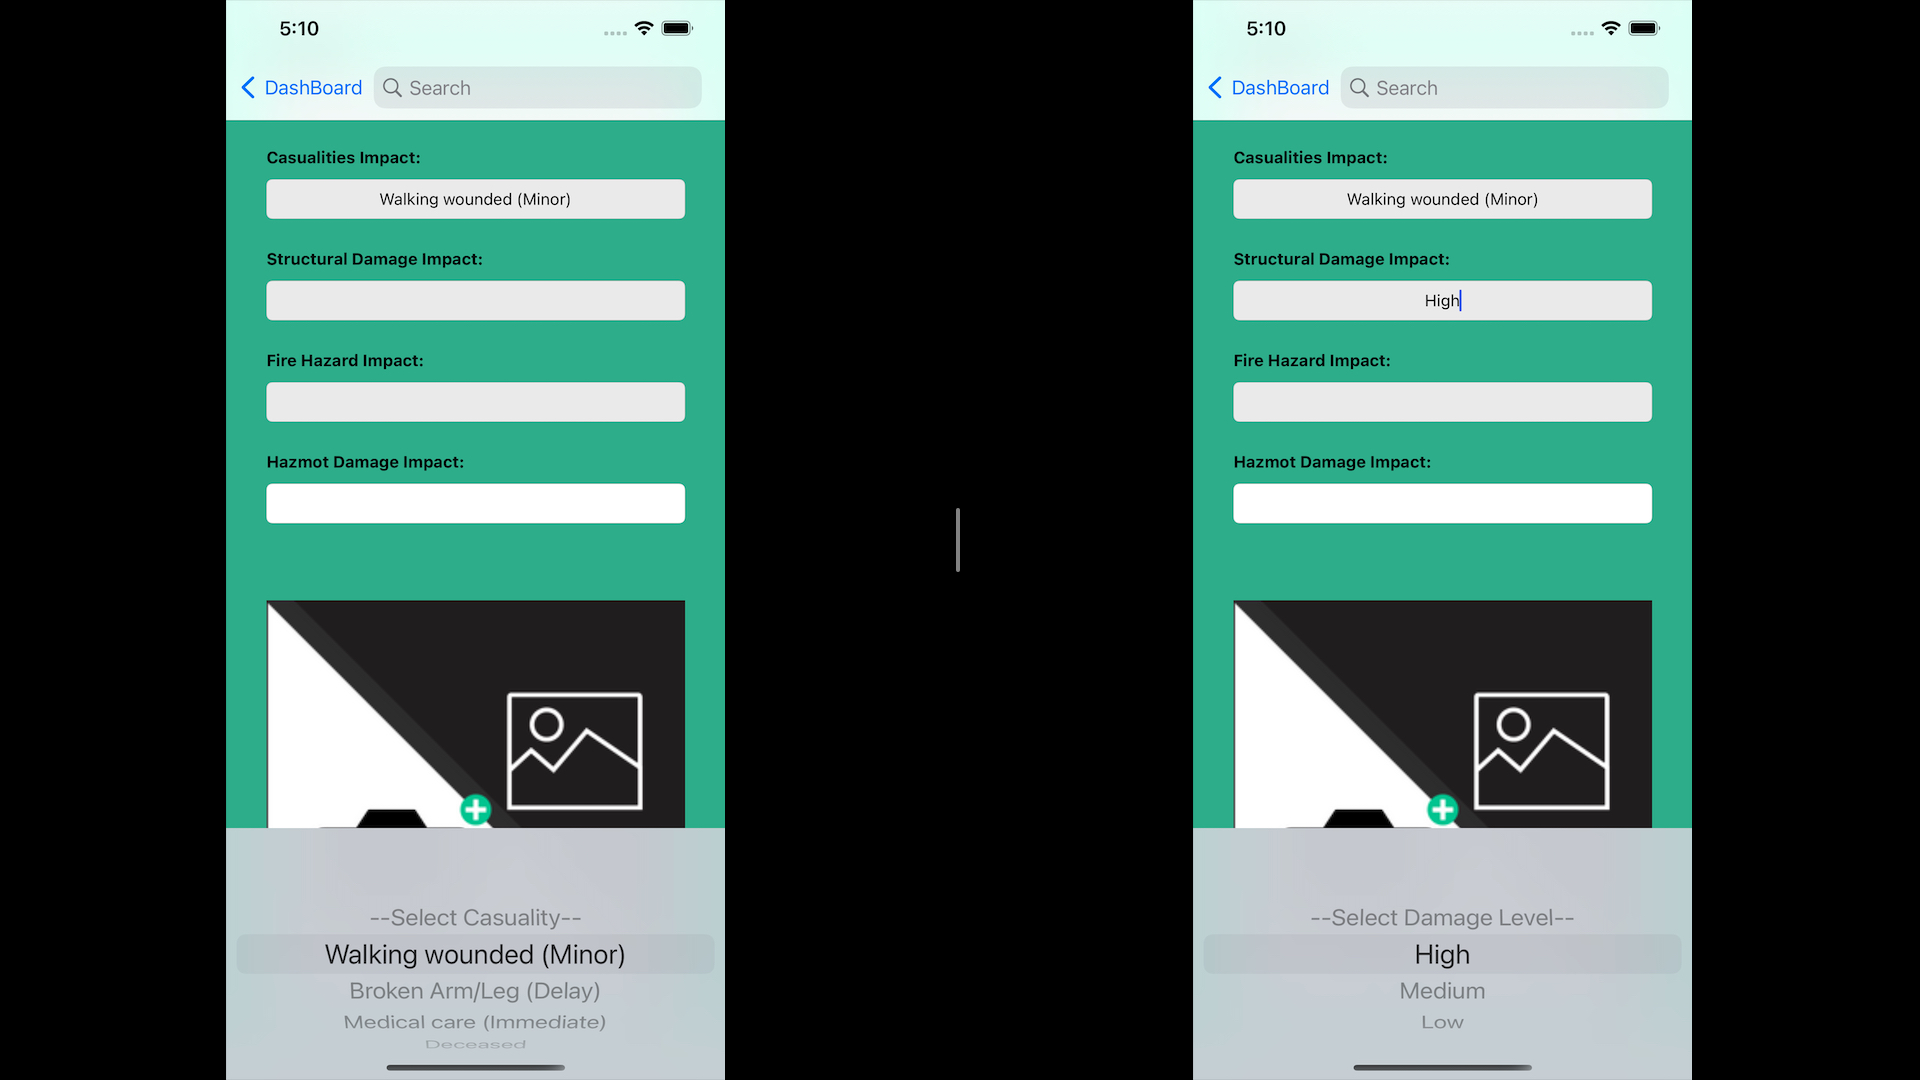 5:10
DashBoard
Search
Casualities Impact:
Walking wounded (Minor)
Structural Damage Impact:
Fire Hazard Impact:
Hazmot Damage Impact:
--Select Casuality--
Walking wounded (Minor)
Broken Arm/Leg (Delay)
Medical care (Immediate)
Deceased
5:10
DashBoard
Search
Casualities Impact:
Walking wounded (Minor)
Structural Damage Impact:
High
Fire Hazard Impact:
Hazmot Damage Impact:
--Select Damage Level--
High
Medium
Low